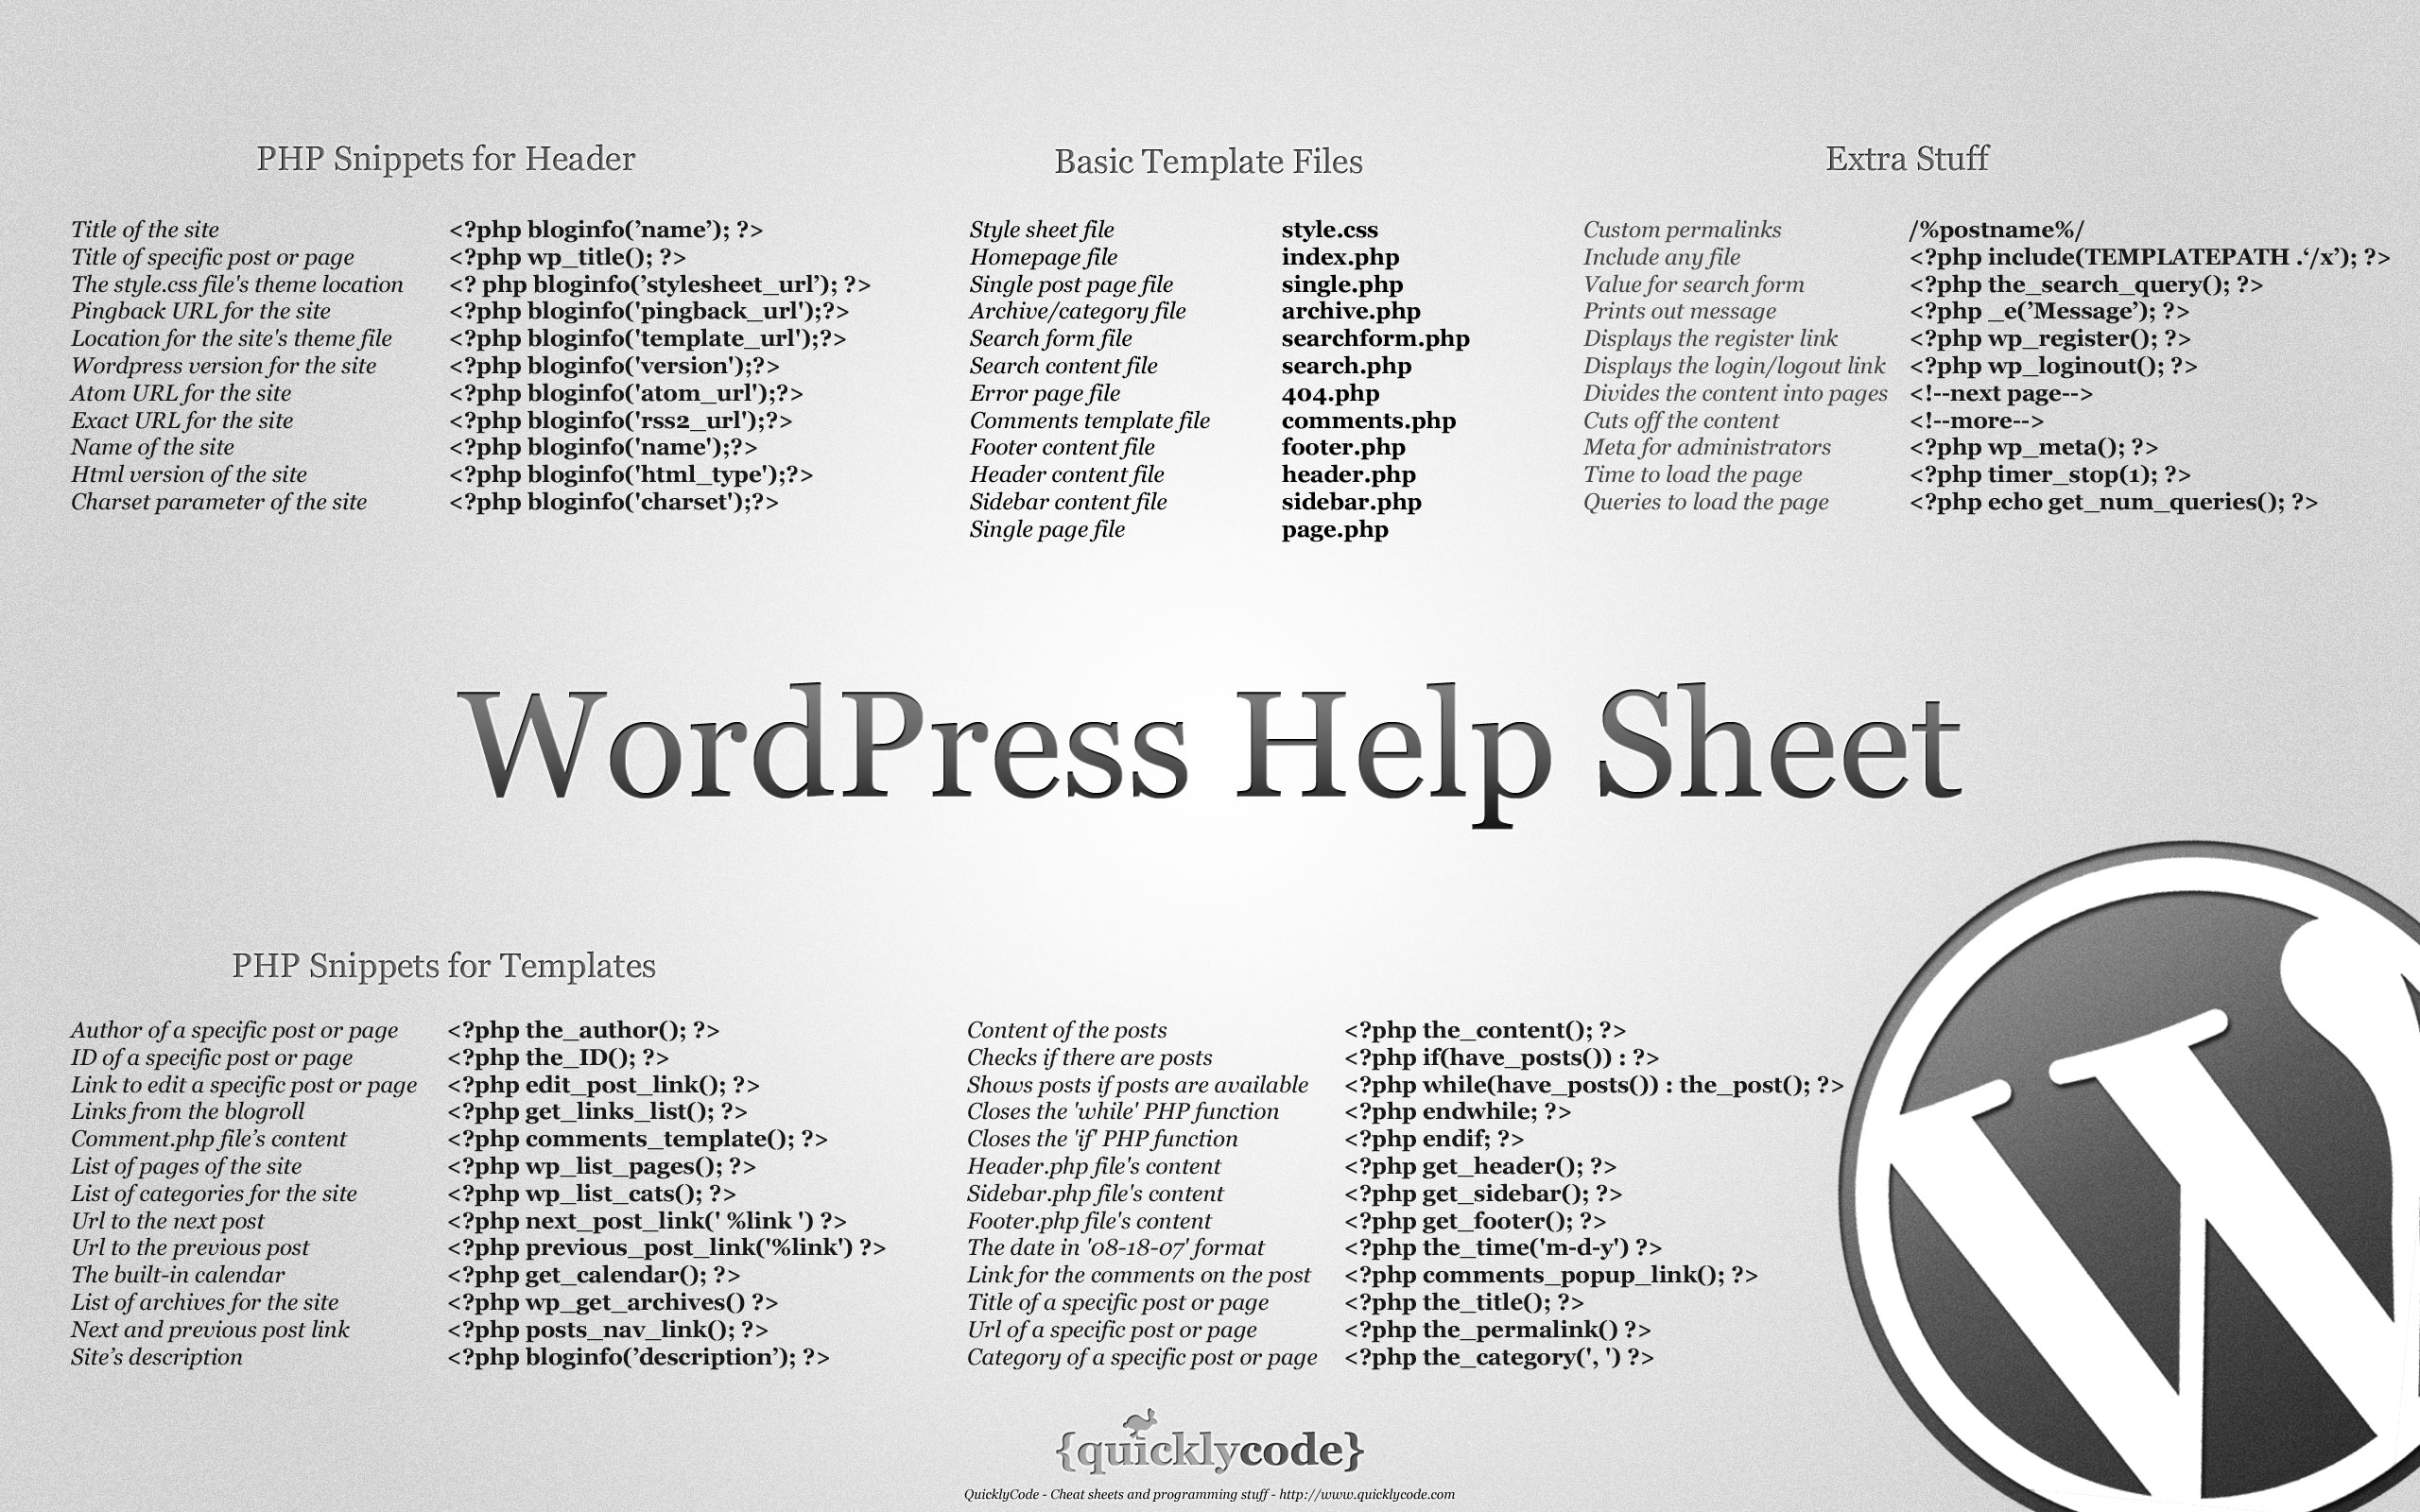 PHP Snippets for Header
Title of the site <?php bloginfo(’name’); ?>
Title of specific post or page <?php wp_title(); ?>
The style.css file's theme location <? php bloginfo(’stylesheet_url’); ?>
Pingback URL for the site <?php bloginfo('pingback_url');?>
Location for the site's theme file <?php bloginfo('template_url');?>
Wordpress version for the site <?php bloginfo('version');?>
Atom URL for the site <?php bloginfo('atom_url');?>
Exact URL for the site <?php bloginfo('rss2_url');?>
Name of the site <?php bloginfo('name');?>
Html version of the site <?php bloginfo('html_type');?>
Charset parameter of the site <?php bloginfo('charset');?>
Basic Template Files
Style sheet file style.css
Homepage file index.php
Single post page file single.php
Archive/category file archive.php
Search form file searchform.php
Search content file search.php
Error page file 404.php
Comments template file comments.php
Footer content file footer.php
Header content file header.php
Sidebar content file sidebar.php
Single page file page.php
Extra Stuff
Custom permalinks /%postname%/
Include any file <?php include(TEMPLATEPATH .‘/x’); ?>
Value for search form <?php the_search_query(); ?>
Prints out message <?php _e(’Message’); ?>
Displays the register link <?php wp_register(); ?>
Displays the login/logout link <?php wp_loginout(); ?>
Divides the content into pages <!--next page-->
Cuts off the content <!--more-->
Meta for administrators <?php wp_meta(); ?>
Time to load the page <?php timer_stop(1); ?>
Queries to load the page <?php echo get_num_queries(); ?>
WordPress Help Sheet
PHP Snippets for Templates
Author of a specific post or page <?php the_author(); ?>
ID of a specific post or page <?php the_ID(); ?>
Link to edit a specific post or page <?php edit_post_link(); ?>
Links from the blogroll <?php get_links_list(); ?>
Comment.php file’s content <?php comments_template(); ?>
List of pages of the site <?php wp_list_pages(); ?>
List of categories for the site <?php wp_list_cats(); ?>
Url to the next post <?php next_post_link(' %link ') ?>
Url to the previous post <?php previous_post_link('%link') ?>
The built-in calendar <?php get_calendar(); ?>
List of archives for the site <?php wp_get_archives() ?>
Next and previous post link <?php posts_nav_link(); ?>
Site’s description <?php bloginfo(’description’); ?>
Content of the posts <?php the_content(); ?>
Checks if there are posts <?php if(have_posts()) : ?>
Shows posts if posts are available <?php while(have_posts()) : the_post(); ?>
Closes the 'while' PHP function <?php endwhile; ?>
Closes the 'if' PHP function <?php endif; ?>
Header.php file's content <?php get_header(); ?>
Sidebar.php file's content <?php get_sidebar(); ?>
Footer.php file's content <?php get_footer(); ?>
The date in '08-18-07' format <?php the_time('m-d-y') ?>
Link for the comments on the post <?php comments_popup_link(); ?>
Title of a specific post or page <?php the_title(); ?>
Url of a specific post or page <?php the_permalink() ?>
Category of a specific post or page <?php the_category(', ') ?>
{quicklycode}
QuicklyCode - Cheat sheets and programming stuff - http://www.quicklycode.com
W